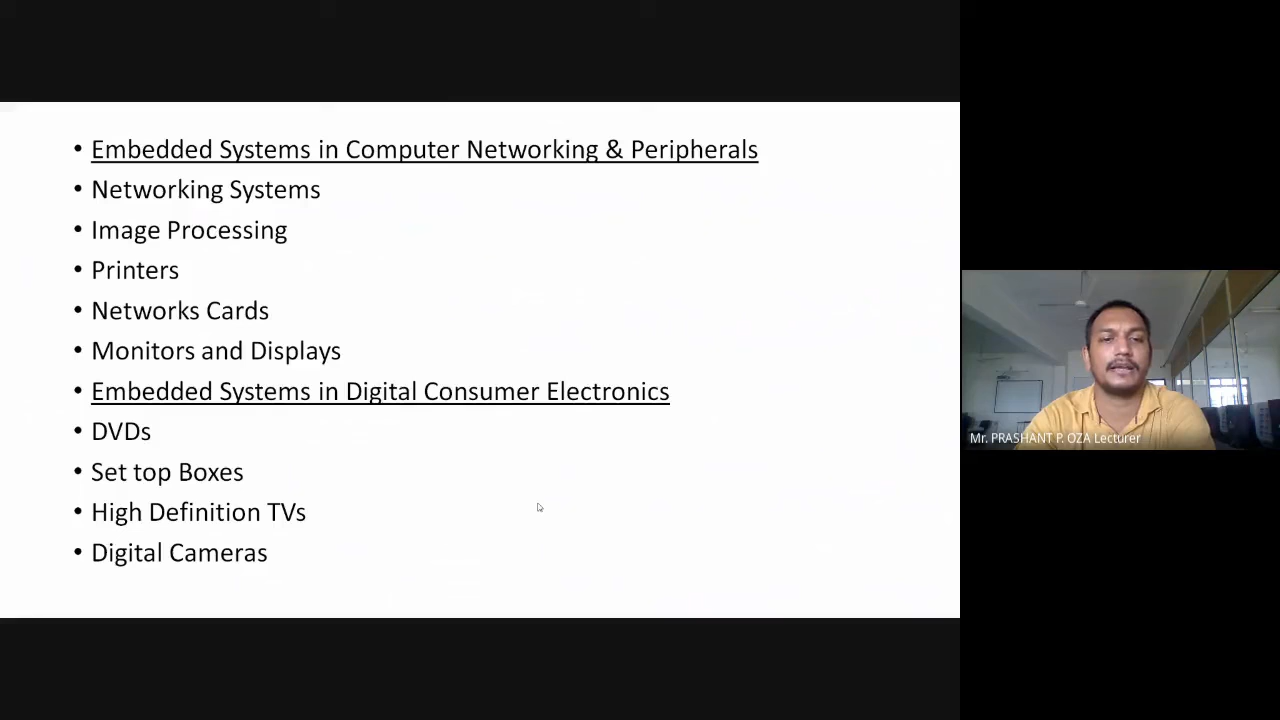 • Embedded Systems in Computer Networking & Peripherals
• Networking Systems
• Image Processing
• Printers
• Networks Cards
• Monitors and Displays
• Embedded Systems in Digital Consumer Electronics
• DVDs
• Set top Boxes
• High Definition TVs
• Digital Cameras
Mr. PRASHANT P. OZA Lecturer